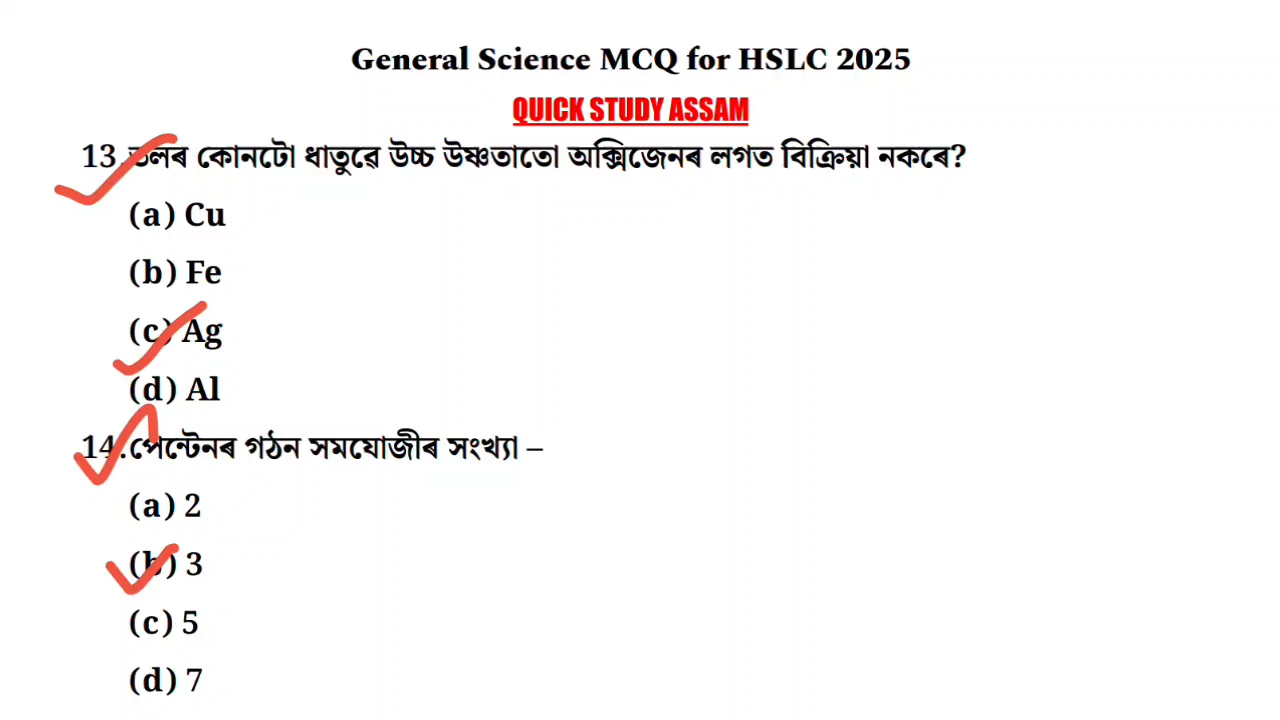 General Science MCQ for HSLC 2025
QUICK STUDY ASSAM
13.তলৰ কোনটো ধাতুৱে উচ্চ উষ্ণতাতো অক্সিজেনৰ লগত বিক্ৰিয়া নকৰে?
(a) Cu
(b) Fe
(c) Ag
(d) Al
14.পেন্টেনৰ গঠন সমযোজীৰ সংখ্যা –
(a) 2
(b) 3
(c) 5
(d) 7